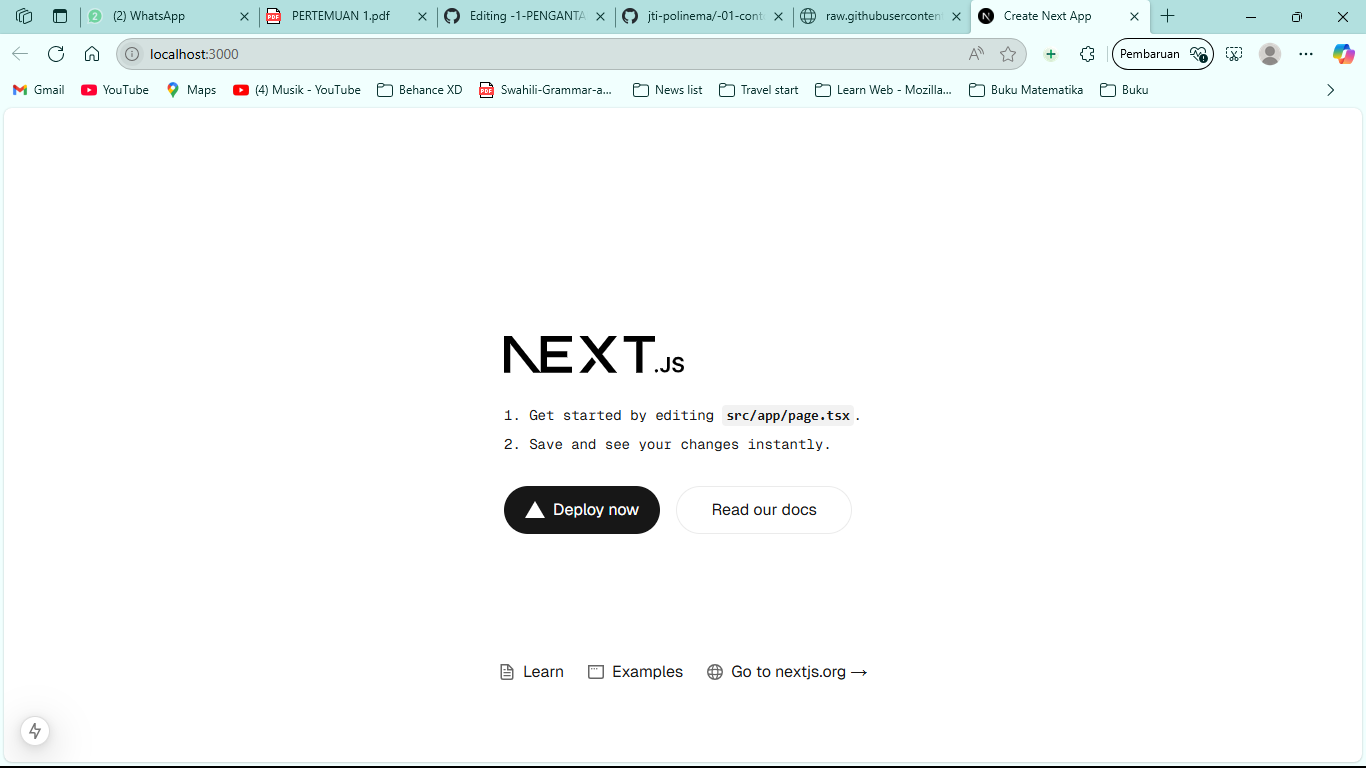 (2) WhatsApp
PERTEMUAN 1.pdf
Editing -1-PENGANTA
jti-polinema/-01-cont
raw.githubusercontent
Create Next App
localhost:3000
Pembaruan
Gmail
YouTube
Maps
(4) Musik - YouTube
Behance XD
Swahili-Grammar-a...
News list
Travel start
Learn Web - Mozilla...
Buku Matematika
Buku
NEXT.JS
1. Get started by editing src/app/page.tsx.
2. Save and see your changes instantly.
Deploy now
Read our docs
Learn
Examples
Go to nextjs.org →